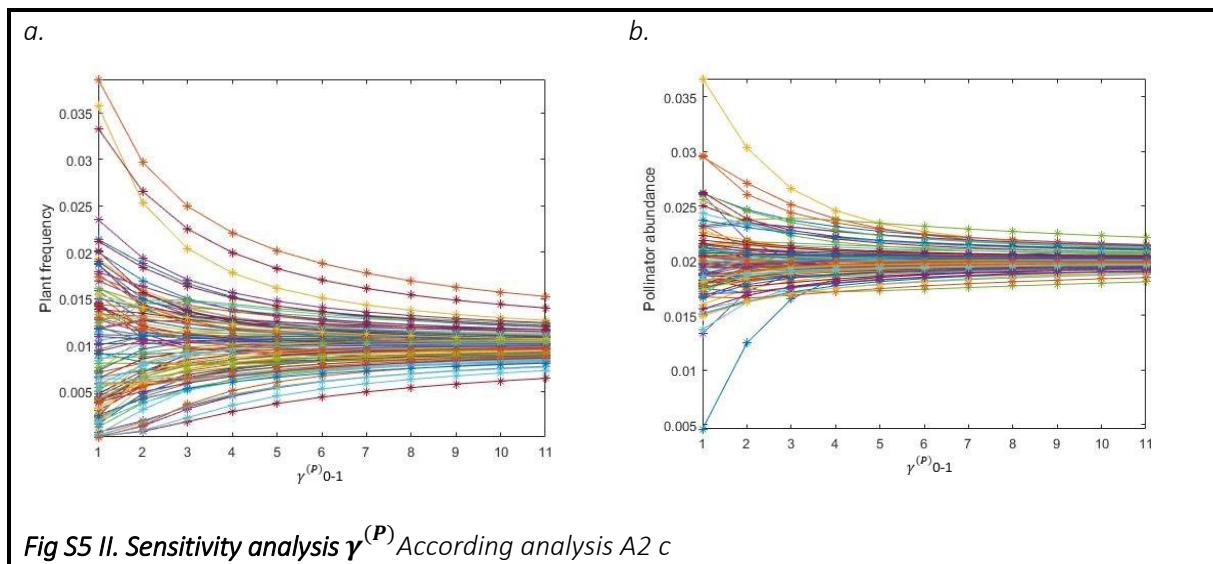 a.
b.
Plant frequency
0.035
0.03
0.025
0.02
0.015
0.01
0.005
1 2 3 4 5 6 7 8 9 10 11
γ(P)0-1
Pollinator abundance
0.035
0.03
0.025
0.02
0.015
0.01
0.005
1 2 3 4 5 6 7 8 9 10 11
γ(P)0-1
Fig S5 II. Sensitivity analysis γ(P) According analysis A2 c